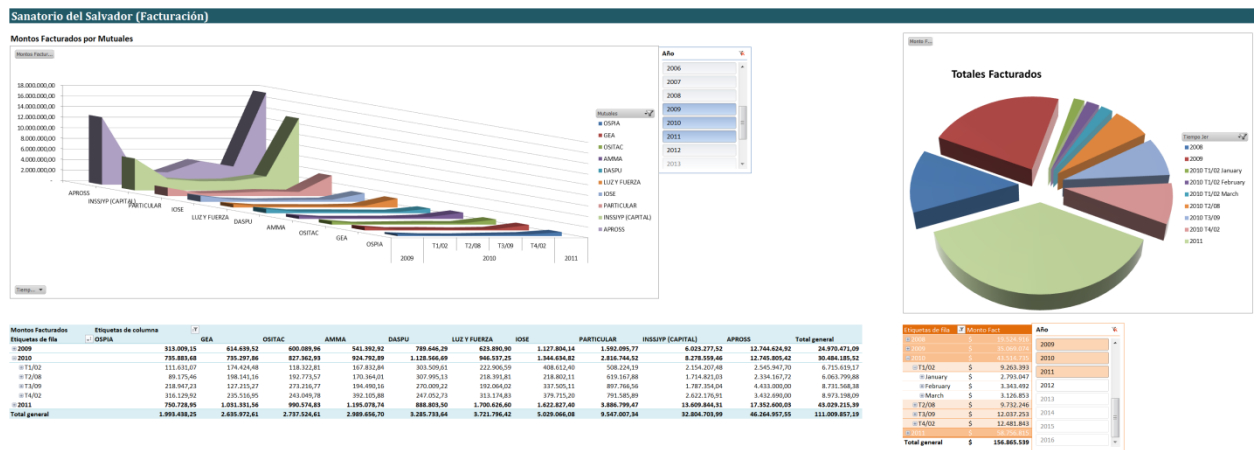 Sanatorio del Salvador (Facturación)
Montos Facturados por Mutuales
Montos Factur...
18.000.000,00
16.000.000,00
14.000.000,00
12.000.000,00
10.000.000,00
8.000.000,00
6.000.000,00
4.000.000,00
2.000.000,00
-
APROSS
INSSJYP (CAPITAL)
PARTICULAR
IOSE
LUZ Y FUERZA
DASPU
AMMA
OSITAC
GEA
OSPIA
T1/02 T2/08 T3/09 T4/02
2009 2010 2011
Mutuales
OSPIA
GEA
OSITAC
AMMA
DASPU
LUZ Y FUERZA
IOSE
PARTICULAR
INSSJYP (CAPITAL)
APROSS
Tiemp...
Año
2006
2007
2008
2009
2010
2011
2012
2013
Monto F...
Totales Facturados
Tiempo Jer
2008
2009
2010 T1/02 January
2010 T1/02 February
2010 T1/02 March
2010 T2/08
2010 T3/09
2010 T4/02
2011
Montos Facturados Etiquetas de columna
Etiquetas de fila OSPIA GEA OSITAC AMMA DASPU LUZ Y FUERZA IOSE PARTICULAR INSSJYP (CAPITAL) APROSS Total general
2009 313.009,15 614.639,52 600.089,96 541.392,92 789.646,29 623.890,90 1.127.804,14 1.592.095,77 6.023.277,52 12.744.624,92 24.970.471,09
2010 735.883,68 735.297,86 827.362,93 924.792,89 1.128.566,69 946.537,25 1.344.634,82 2.816.744,52 8.278.559,46 12.745.805,42 30.484.185,52
T1/02 111.631,07 174.424,48 118.322,81 167.832,84 303.509,61 222.906,59 408.612,40 508.224,19 2.154.207,48 2.545.947,70 6.715.619,17
T2/08 89.175,46 198.141,16 192.773,57 170.364,01 307.995,13 218.391,81 218.802,11 619.167,88 1.714.821,03 2.334.167,72 6.063.799,88
T3/09 218.947,23 127.215,27 273.216,77 194.490,16 270.009,22 192.064,02 337.505,11 897.766,56 1.787.354,04 4.433.000,00 8.731.568,38
T4/02 316.129,92 235.516,95 243.049,78 392.105,88 247.052,73 313.174,83 379.715,20 791.585,89 2.622.176,91 3.432.690,00 8.973.198,09
2011 750.728,95 1.031.331,56 990.574,83 1.195.078,74 888.803,50 1.700.626,60 1.622.827,40 3.886.799,47 13.609.844,31 17.352.600,03 43.029.215,39
Total general 1.993.438,25 2.635.972,61 2.737.524,61 2.989.656,70 3.285.733,64 3.721.796,42 5.029.066,08 9.547.007,34 32.804.703,99 46.264.957,55 111.009.857,19
Etiquetas de fila Monto Fact
2008
2009
2010
T1/02 $ 9.263.393
January $ 2.793.047
February $ 3.343.492
March $ 3.126.853
T2/08 $ 9.732.246
T3/09 $ 12.037.253
T4/02 $ 12.481.843
2011
Total general $ 156.865.539
Año
2009
2010
2011
2012
2013
2014
2015
2016